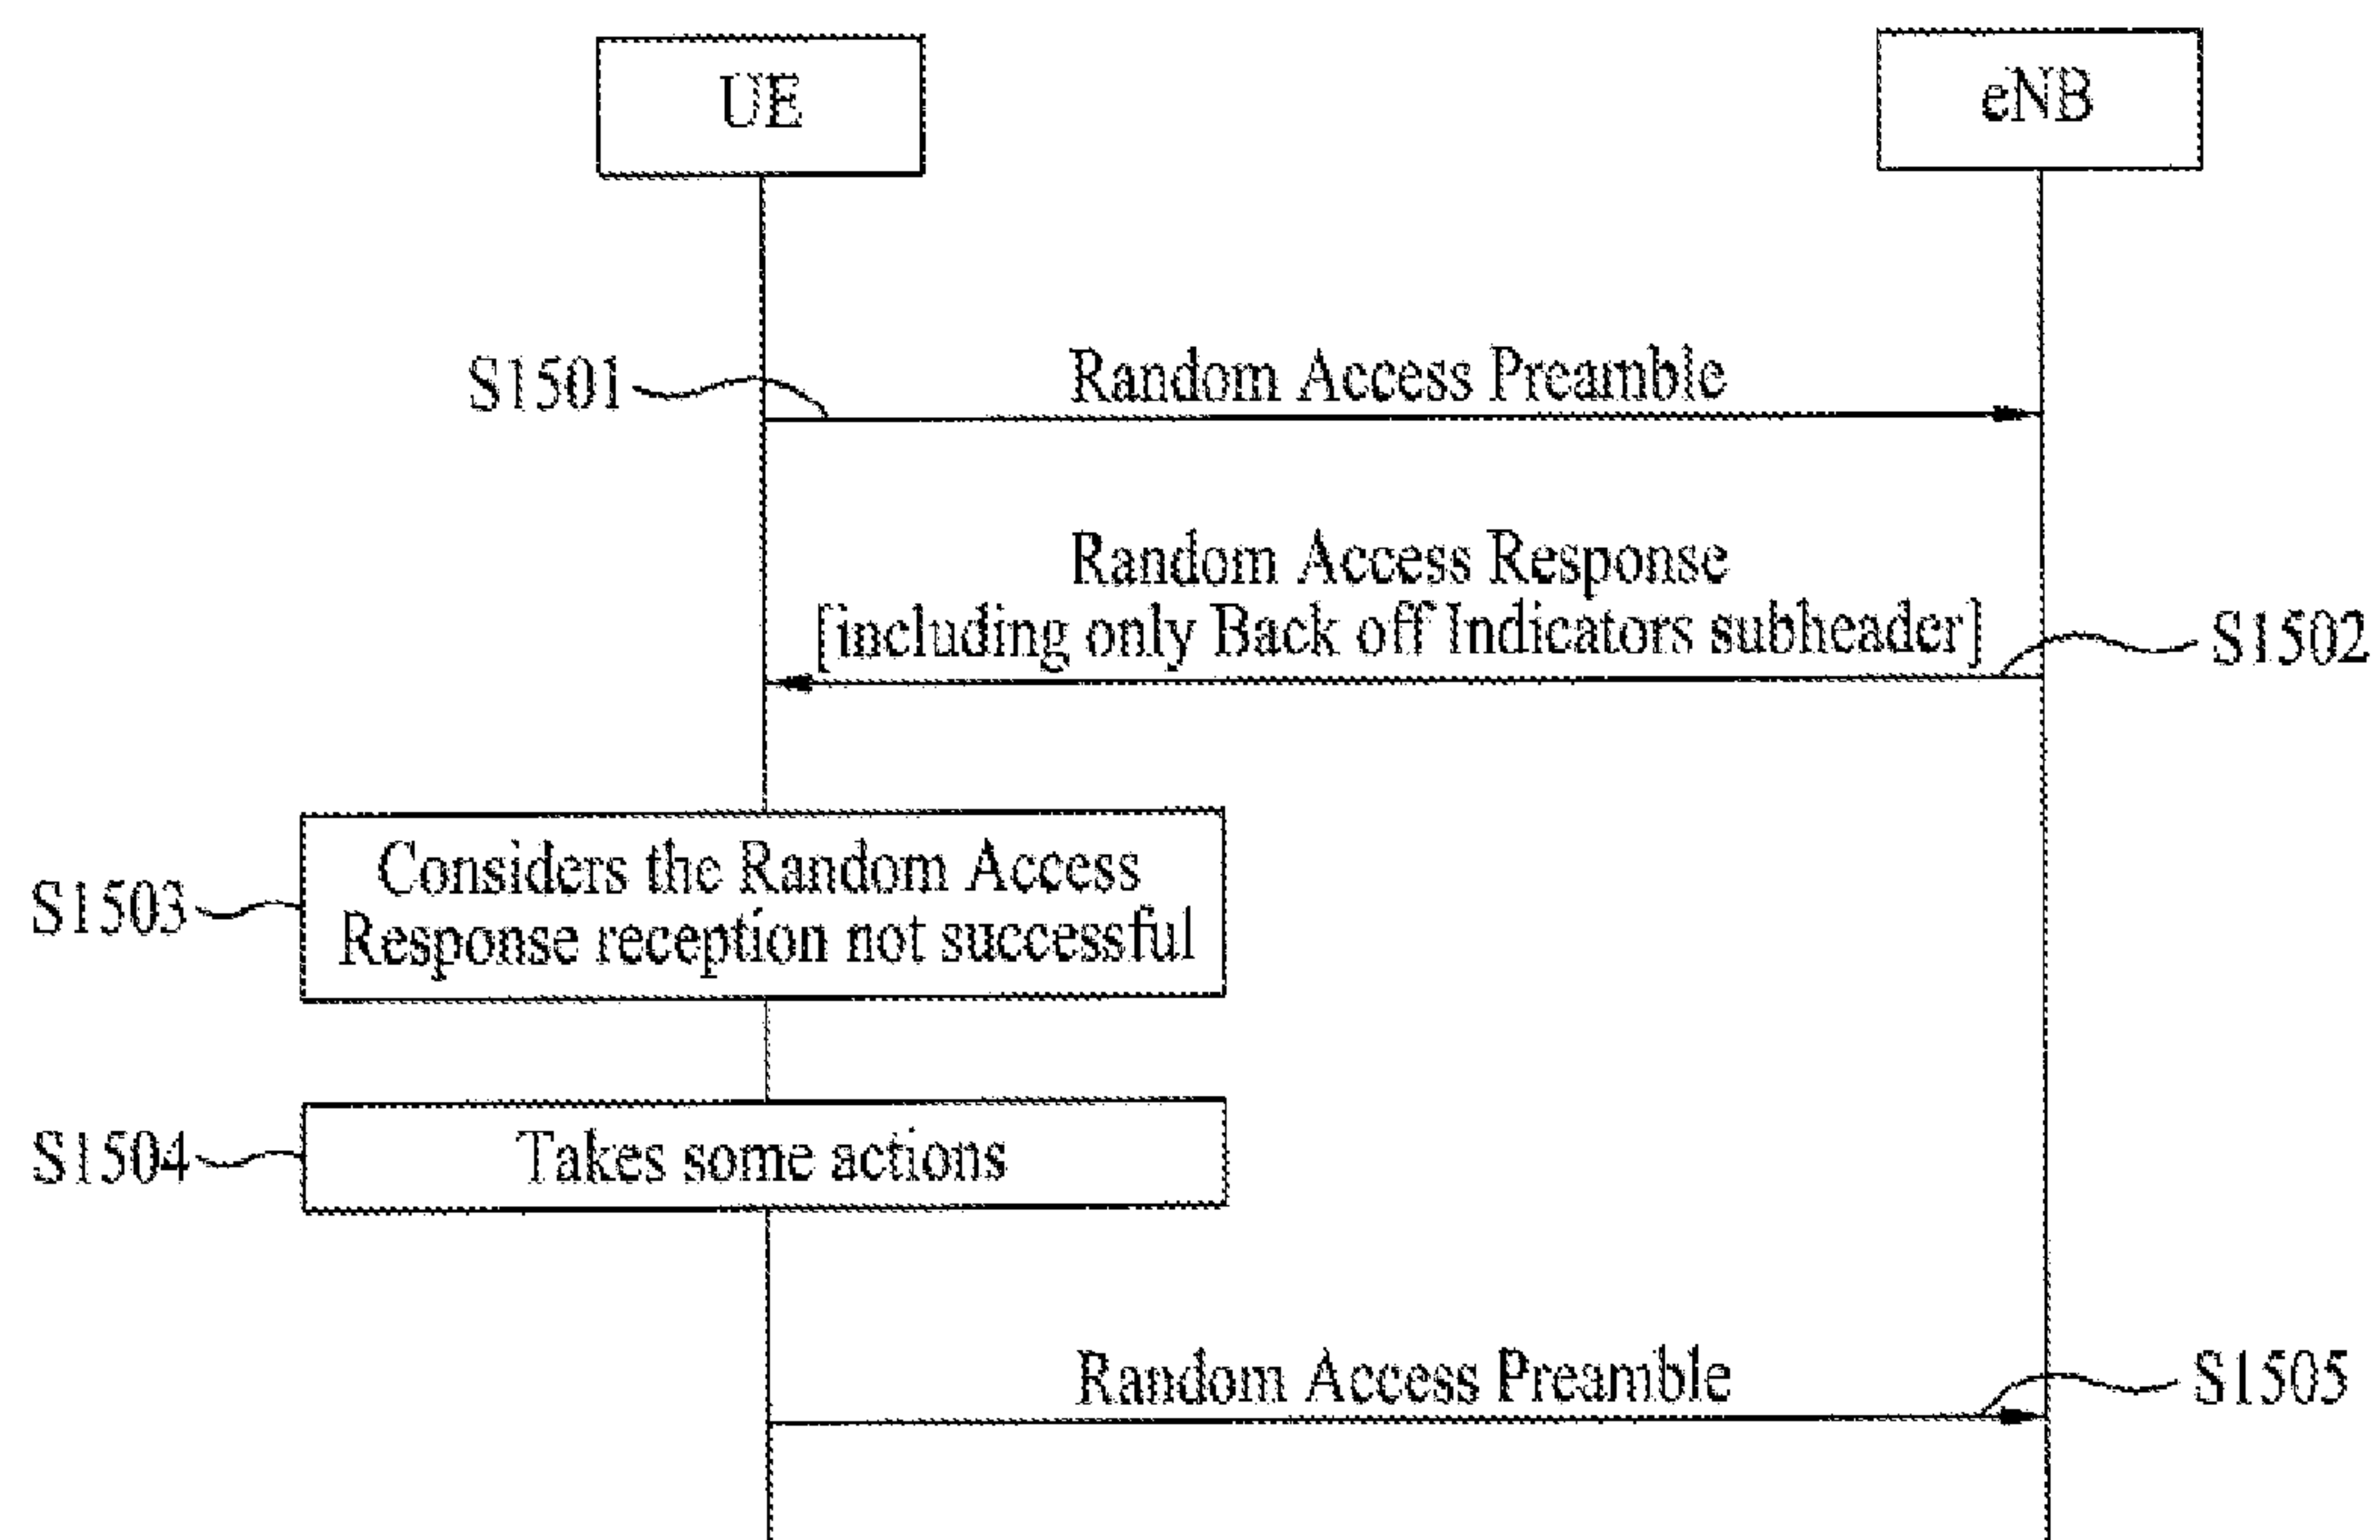 UE
eNB
S1501
Random Access Preamble
Random Access Response
[including only Back off Indicators subheader]
S1502
Considers the Random Access
Response reception not successful
S1503
Takes some actions
S1504
Random Access Preamble
S1505